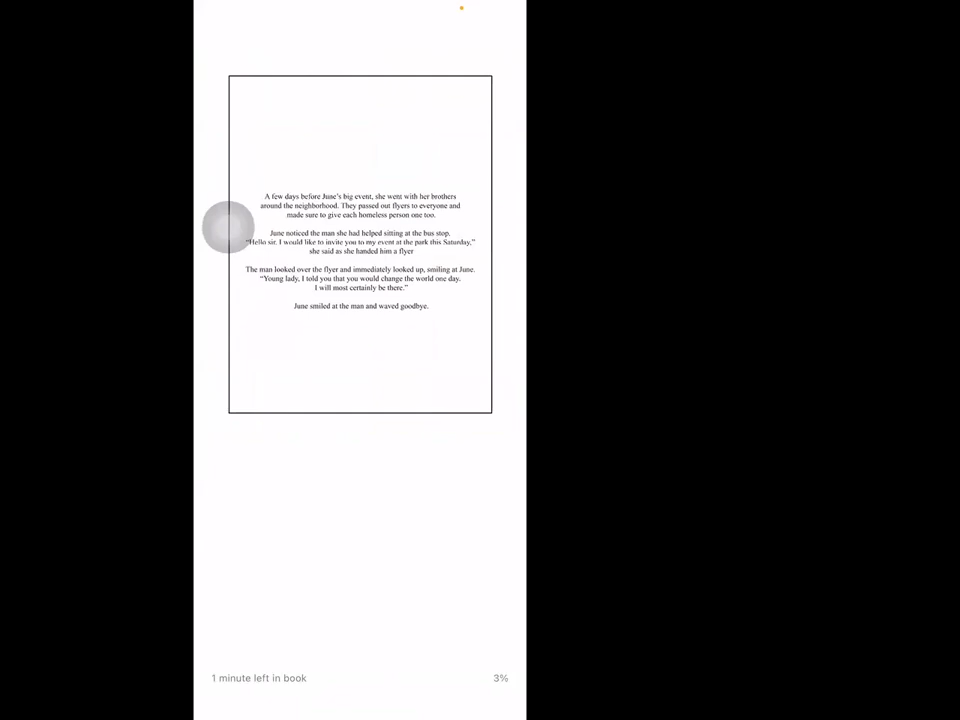 A few days before June's big event, she went with her brothers
around the neighborhood. They passed out flyers to everyone and
made sure to give each homeless person one too.
June noticed the man she had helped sitting at the bus stop.
“Hello sir. I would like to invite you to my event at the park this Saturday,”
she said as she handed him a flyer
The man looked over the flyer and immediately looked up, smiling at June.
“Young lady, I told you that you would change the world one day.
I will most certainly be there.”
June smiled at the man and waved goodbye.
1 minute left in book
3%